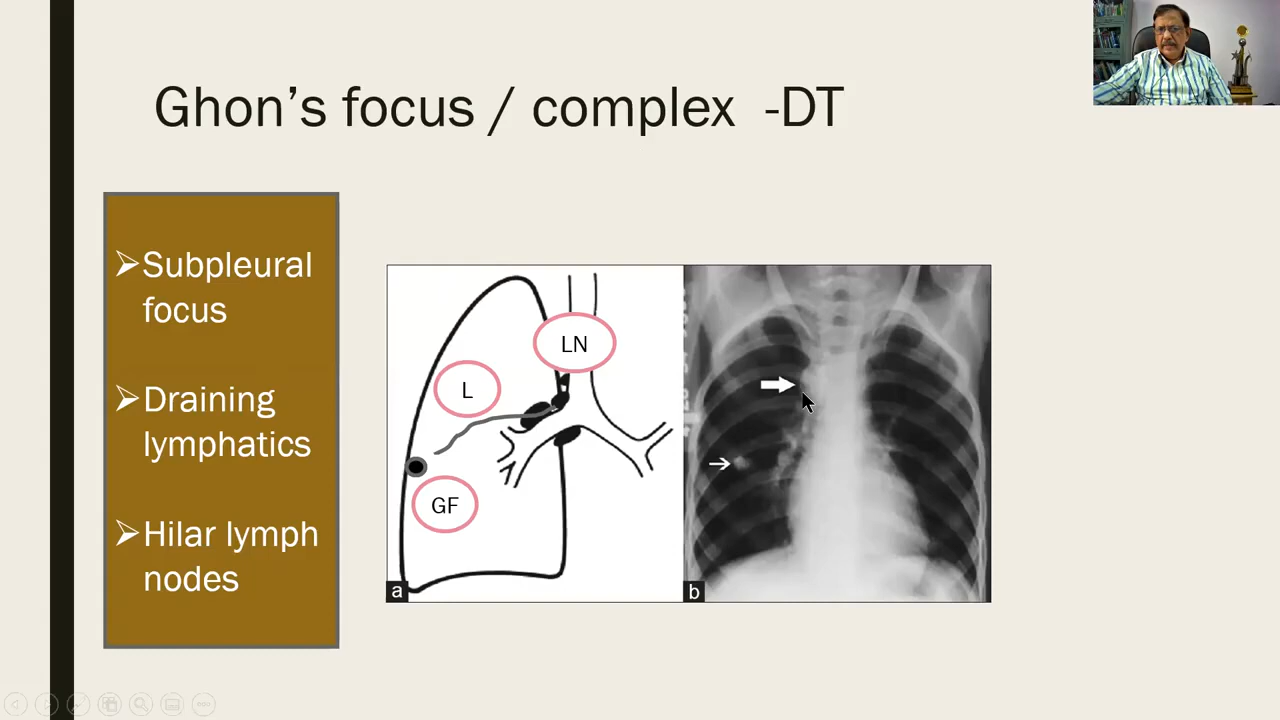 Ghon's focus / complex -DT
➢Subpleural
focus
➢Draining
lymphatics
➢Hilar lymph
nodes
LN
L
GF
a
b